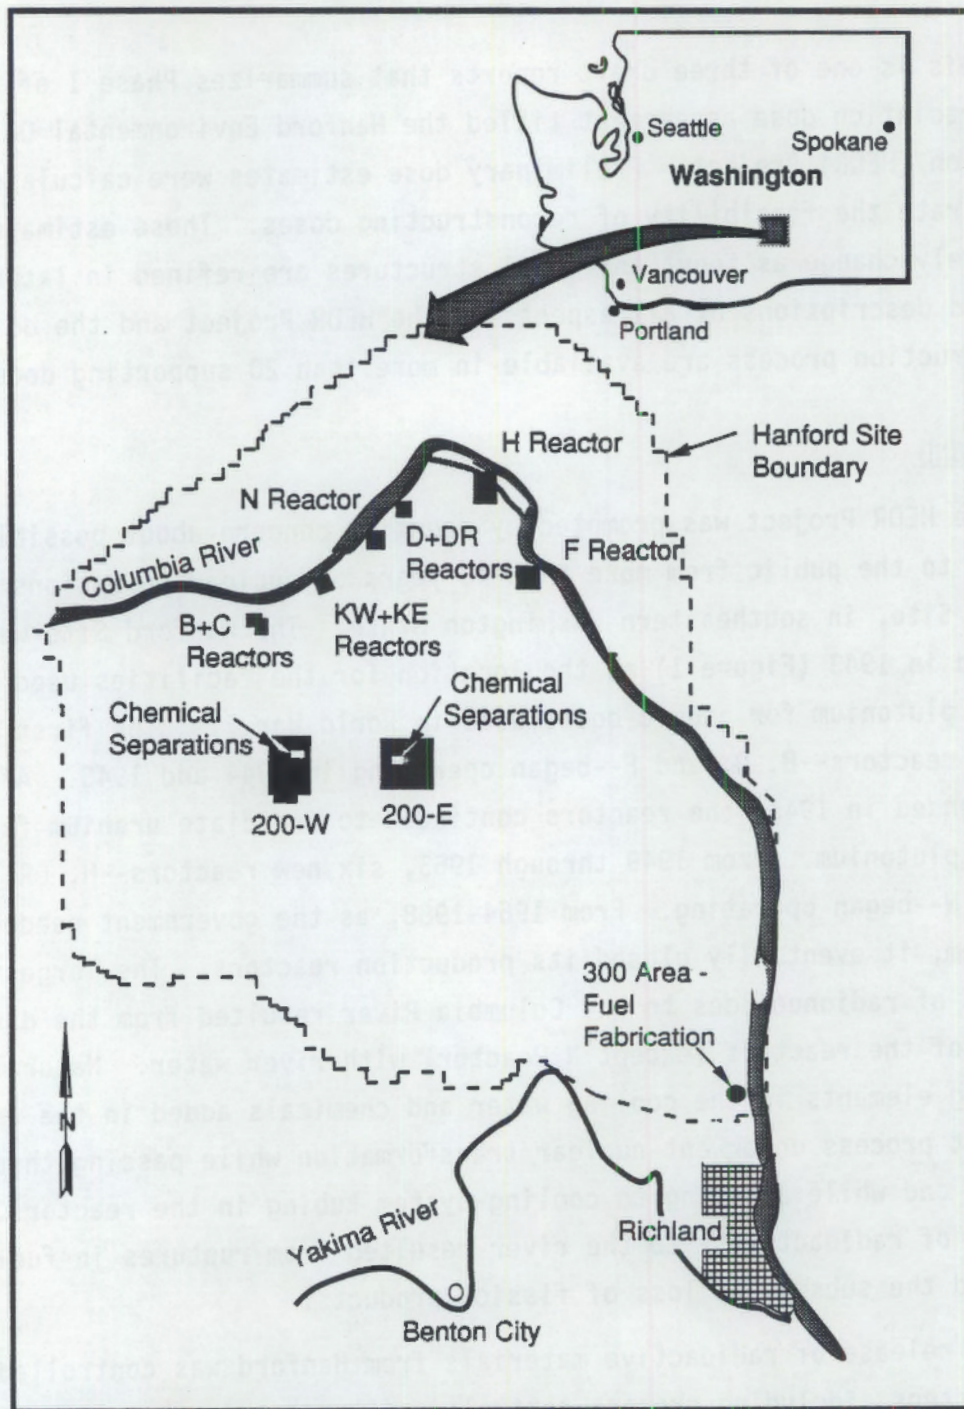 Seattle
Spokane
Washington
Vancouver
Portland
H Reactor
Hanford Site
Boundary
N Reactor
D+DR
Reactors
F Reactor
Columbia River
KW+KE
Reactors
B+C
Reactors
Chemical
Separations
Chemical
Separations
200-W
200-E
300 Area -
Fuel
Fabrication
N
Richland
Yakima River
Benton City